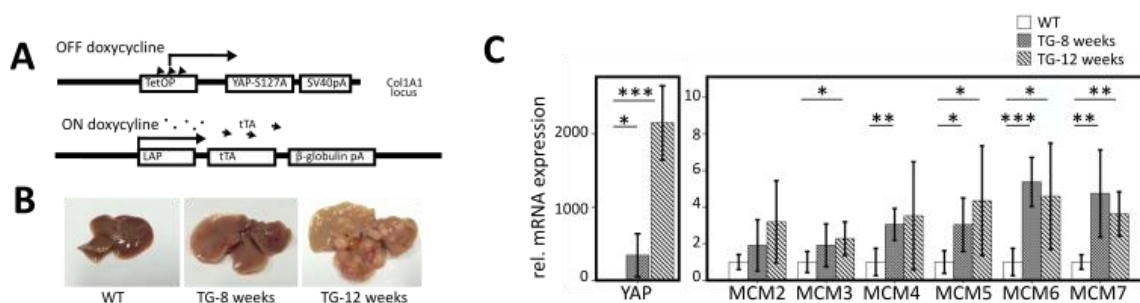 A
OFF doxycycline
TetOP YAP-S127A SV40pA
Col1A1
locus
ON doxycyline
tTA
LAP tTA β-globulin pA
B
WT TG-8 weeks TG-12 weeks
C
WT
TG-8 weeks
TG-12 weeks
rel. mRNA expression
2000
1000
0
***
*
YAP
10
8
6
4
2
0
* * * **
** * *** **
MCM2 MCM3 MCM4 MCM5 MCM6 MCM7